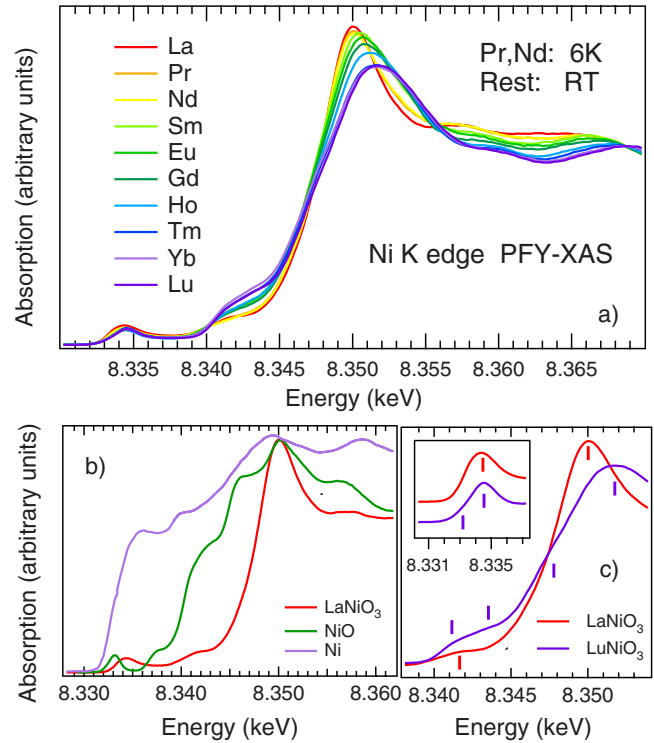 La
Pr
Nd
Sm
Eu
Gd
Ho
Tm
Yb
Lu
Pr,Nd: 6K
Rest: RT
Ni K edge PFY-XAS
a)
Absorption (arbitrary units)
8.335 8.340 8.345 8.350 8.355 8.360 8.365
Energy (keV)
b)
LaNiO₃
NiO
Ni
Absorption (arbitrary units)
8.330 8.340 8.350 8.360
Energy (keV)
8.331 8.335
c)
LaNiO₃
LuNiO₃
8.340 8.345 8.350
Energy (keV)